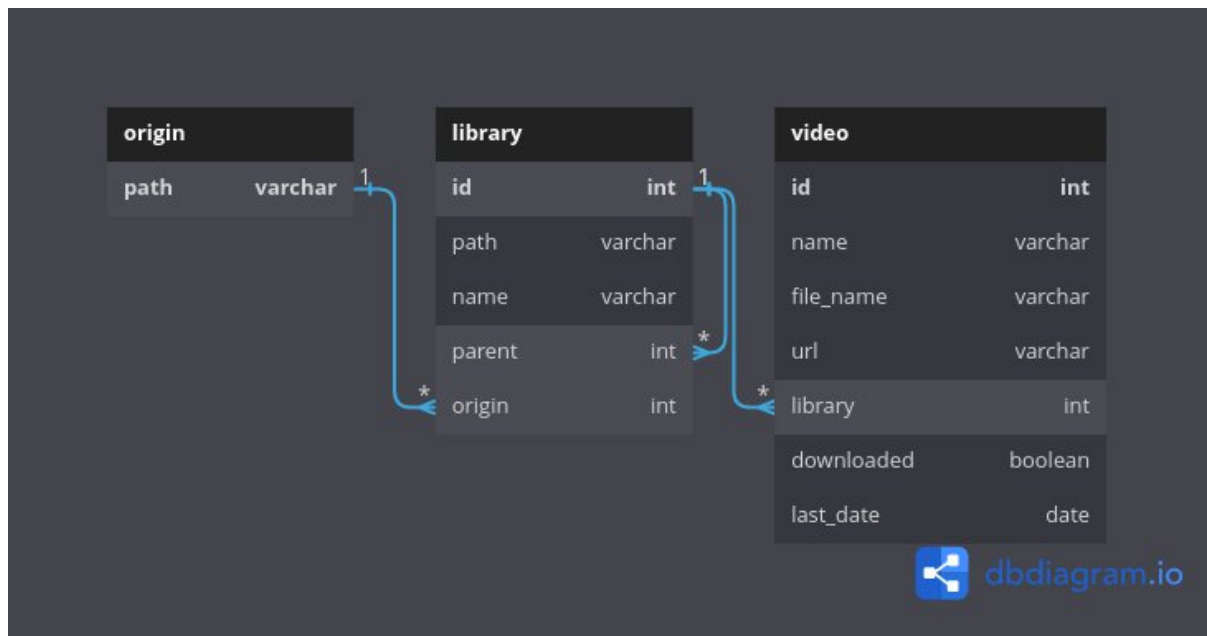 origin
path varchar 1
*
library
id int 1
path varchar
name varchar
parent int *
origin int
*
video
id int
name varchar
file_name varchar
url varchar
library int
downloaded boolean
last_date date
dbdiagram.io